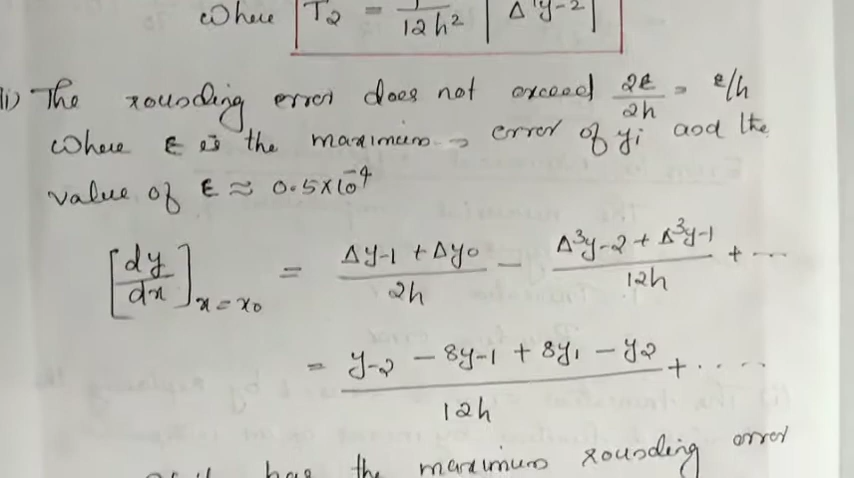 where T2 = 1/12h² |Δ⁴y-2|
ii) The rounding error does not exceed 2ε/2h = ε/h
where ε is the maximum error of yi and the
value of ε ≈ 0.5×10⁻⁴
[dy/dx]x=x0 = (Δy-1 + Δy0)/2h - (Δ³y-2 + Δ³y-1)/12h + ...
= (y-2 - 8y-1 + 8y1 - y2)/12h + ....
has the maximum rounding error